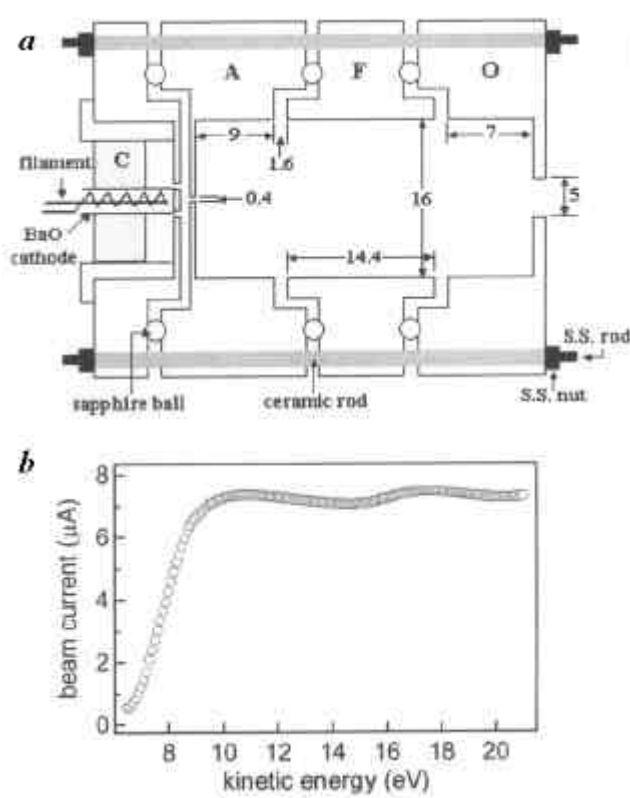 a
A
F
O
C
9
7
1.6
filament
0.4
16
5
BaO
cathode
14.4
S.S. rod
sapphire ball
ceramic rod
S.S. nut
b
8
6
4
2
0
beam current (μA)
8 10 12 14 16 18 20
kinetic energy (eV)